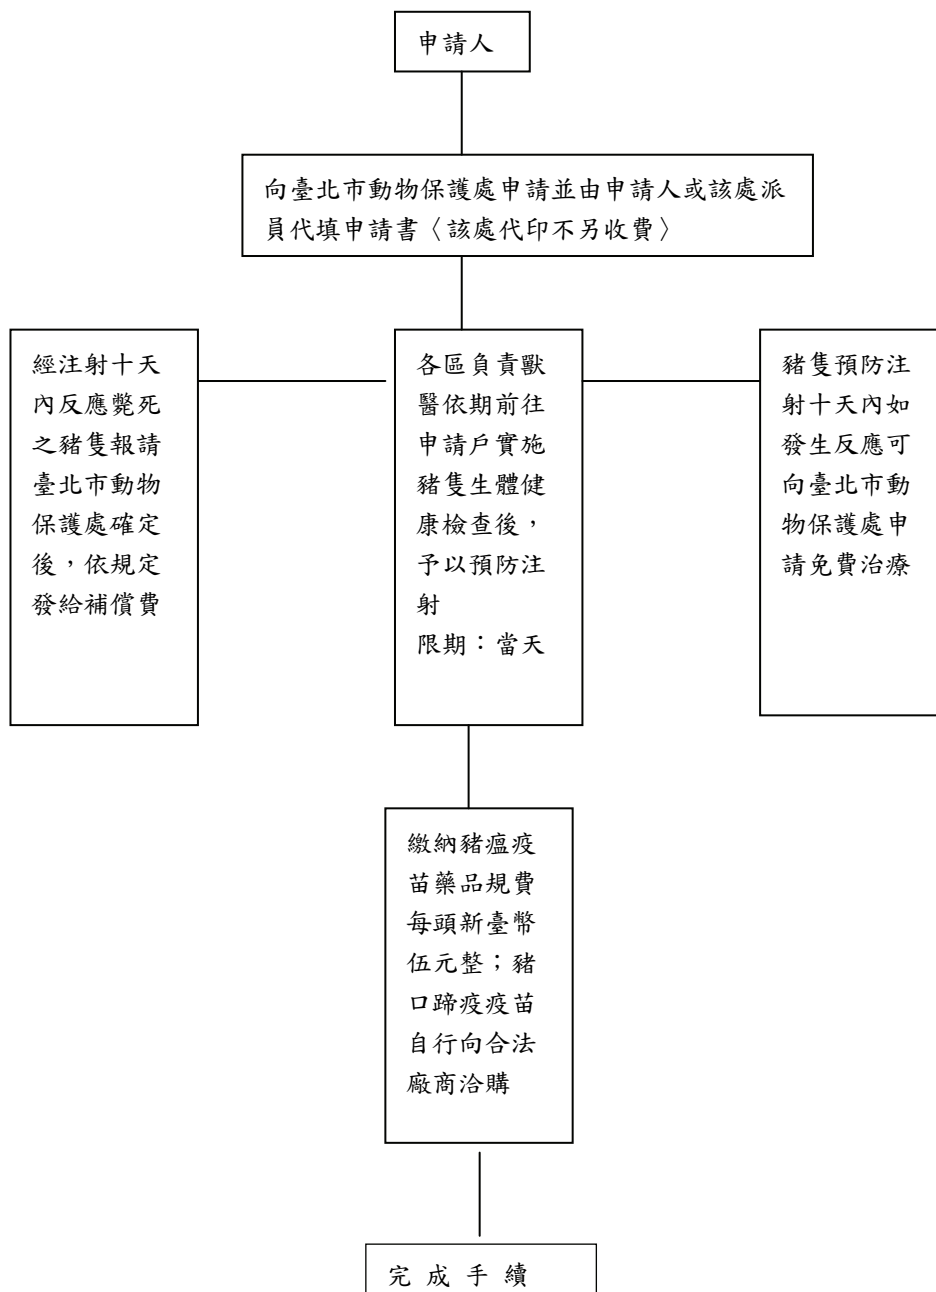 申請人
向臺北市動物保護處申請並由申請人或該處派
員代填申請書〈該處代印不另收費〉
經注射十天
內反應斃死
之豬隻報請
臺北市動物
保護處確定
後,依規定
發給補償費
各區負責獸
醫依期前往
申請戶實施
豬隻生體健
康檢查後,
予以預防注
射
限期:當天
豬隻預防注
射十天內如
發生反應可
向臺北市動
物保護處申
請免費治療
繳納豬瘟疫
苗藥品規費
每頭新臺幣
伍元整;豬
口蹄疫疫苗
自行向合法
廠商洽購
完成手續